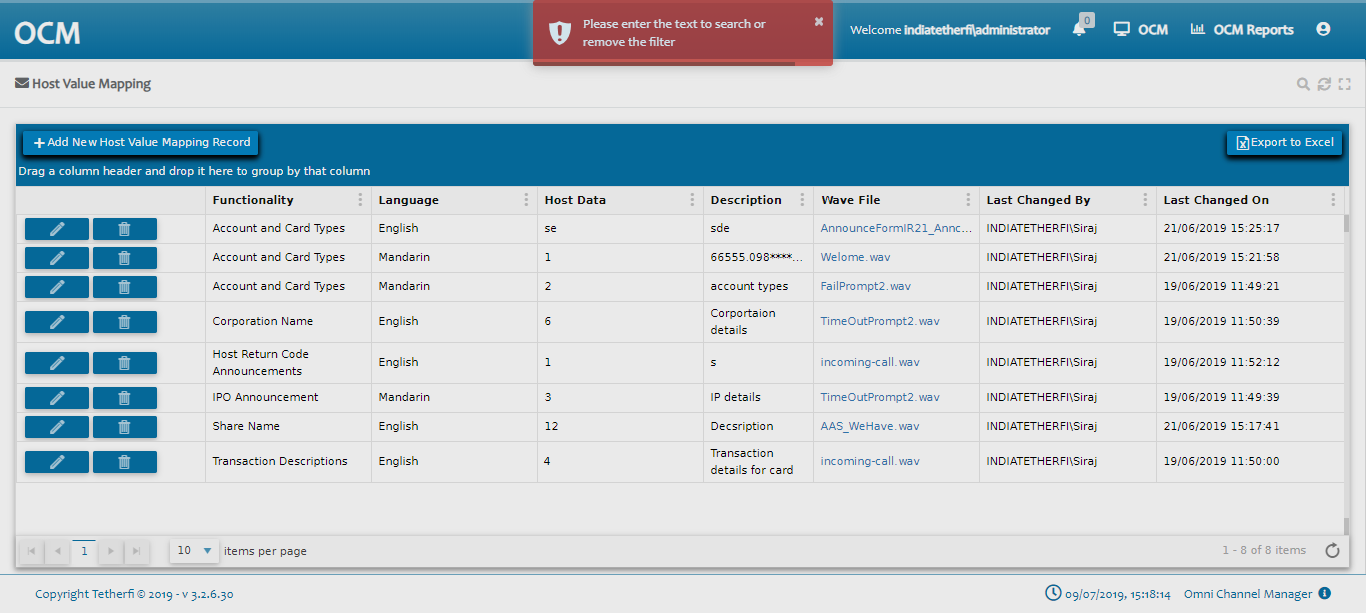 OCM
Please enter the text to search or
remove the filter
Welcome indiatetherfi\administrator
0
OCM
OCM Reports
Host Value Mapping
Add New Host Value Mapping Record
Export to Excel
Drag a column header and drop it here to group by that column
Functionality Language Host Data Description Wave File Last Changed By Last Changed On
Account and Card Types English se sde AnnounceFormIR21_Annc... INDIATETHERFI\Siraj 21/06/2019 15:25:17
Account and Card Types Mandarin 1 66555.098****... Welome.wav INDIATETHERFI\Siraj 21/06/2019 15:21:58
Account and Card Types Mandarin 2 account types FailPrompt2.wav INDIATETHERFI\Siraj 19/06/2019 11:49:21
Corporation Name English 6 Corportaion
details TimeOutPrompt2.wav INDIATETHERFI\Siraj 19/06/2019 11:50:39
Host Return Code
Announcements English 1 s incoming-call.wav INDIATETHERFI\Siraj 19/06/2019 11:52:12
IPO Announcement Mandarin 3 IP details TimeOutPrompt2.wav INDIATETHERFI\Siraj 19/06/2019 11:49:39
Share Name English 12 Decsription AAS_WeHave.wav INDIATETHERFI\Siraj 21/06/2019 15:17:41
Transaction Descriptions English 4 Transaction
details for card incoming-call.wav INDIATETHERFI\Siraj 19/06/2019 11:50:00
1 10 items per page 1 - 8 of 8 items
Copyright Tetherfi © 2019 - v 3.2.6.30 09/07/2019, 15:18:14 Omni Channel Manager